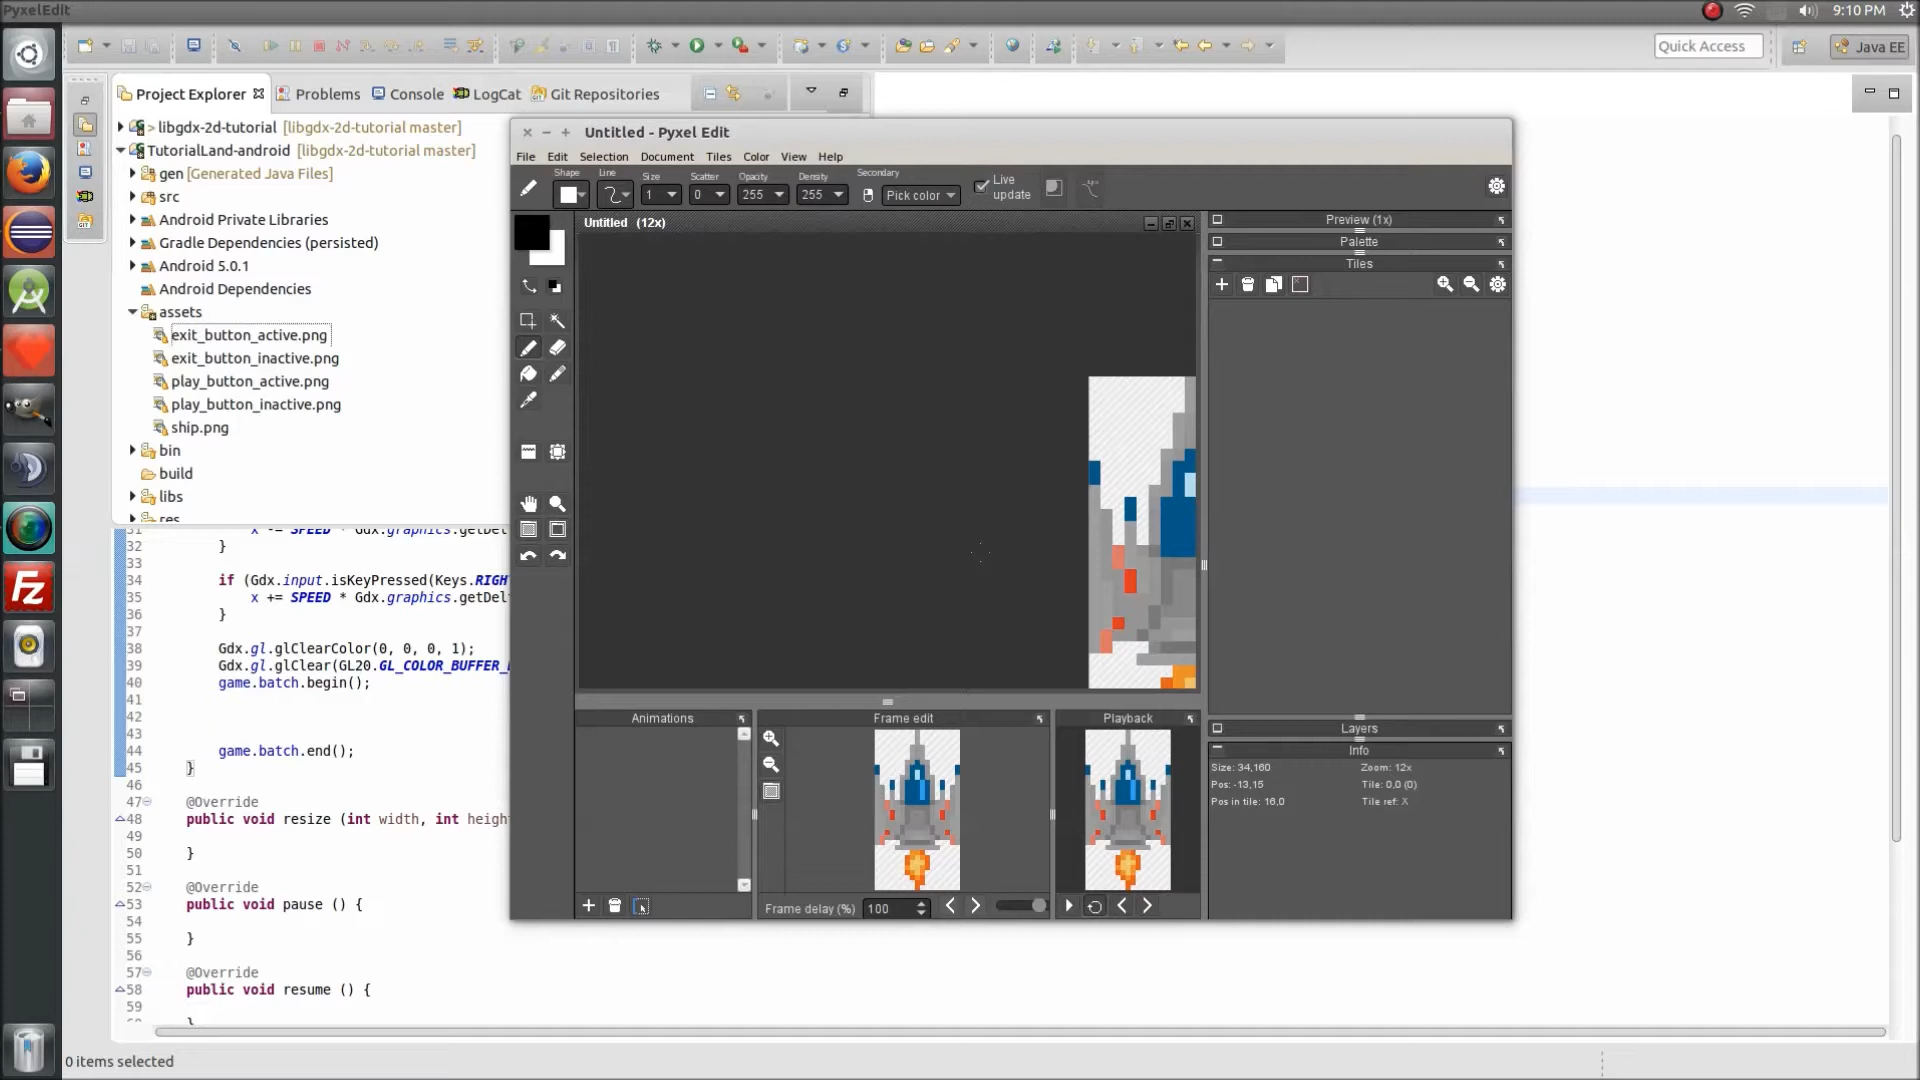 PyxelEdit
9:10 PM
Quick Access
Java EE
Project Explorer
Problems
Console
LogCat
Git Repositories
> libgdx-2d-tutorial [libgdx-2d-tutorial master]
TutorialLand-android [libgdx-2d-tutorial master]
gen [Generated Java Files]
src
Android Private Libraries
Gradle Dependencies (persisted)
Android 5.0.1
Android Dependencies
assets
exit_button_active.png
exit_button_inactive.png
play_button_active.png
play_button_inactive.png
ship.png
bin
build
libs
res
31 x -= SPEED * Gdx.graphics.getDel
32 }
33
34 if (Gdx.input.isKeyPressed(Keys.RIGH
35 x += SPEED * Gdx.graphics.getDel
36 }
37
38 Gdx.gl.glClearColor(0, 0, 0, 1);
39 Gdx.gl.glClear(GL20.GL_COLOR_BUFFER_
40 game.batch.begin();
41
42
43
44 game.batch.end();
45 }
46
47 @Override
48 public void resize (int width, int heigh
49
50 }
51
52 @Override
53 public void pause () {
54
55 }
56
57 @Override
58 public void resume () {
59
60 }
0 items selected
Untitled - Pyxel Edit
File Edit Selection Document Tiles Color View Help
Shape Line Size Scatter Opacity Density Secondary
1 0 255 255 Pick color Live update
Untitled (12x)
Preview (1x)
Palette
Tiles
Animations
Frame edit
Playback
Frame delay (%) 100
Layers
Info
Size: 34,160 Zoom: 12x
Pos: -13,15 Tile: 0,0 (0)
Pos in tile: 16,0 Tile ref: X